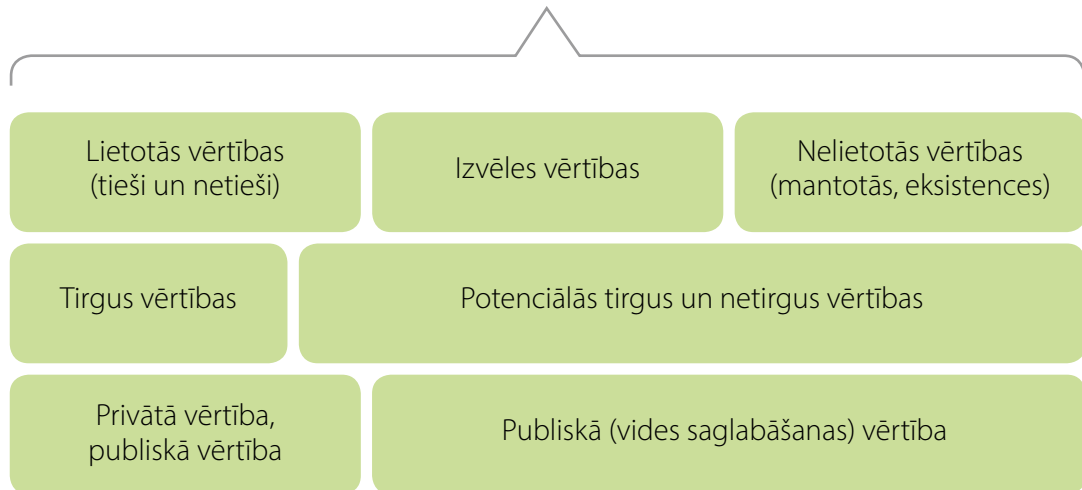 Lietotās vērtības
(tieši un netieši)
Izvēles vērtības
Nelietotās vērtības
(mantotās, eksistences)
Tirgus vērtības
Potenciālās tirgus un netirgus vērtības
Privātā vērtība,
publiskā vērtība
Publiskā (vides saglabāšanas) vērtība